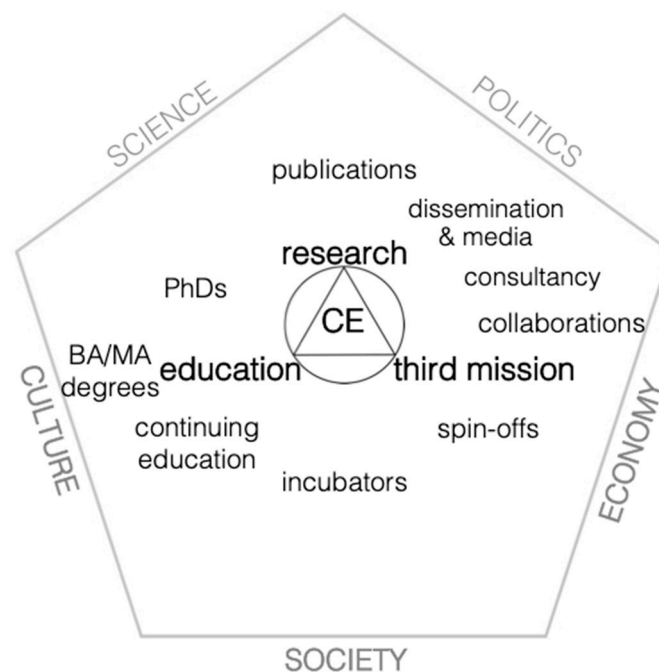 SCIENCE
POLITICS
publications
dissemination
& media
research
consultancy
PhDs
CE
collaborations
BA/MA
degrees
education
third mission
CULTURE
ECONOMY
continuing
education
spin-offs
incubators
SOCIETY